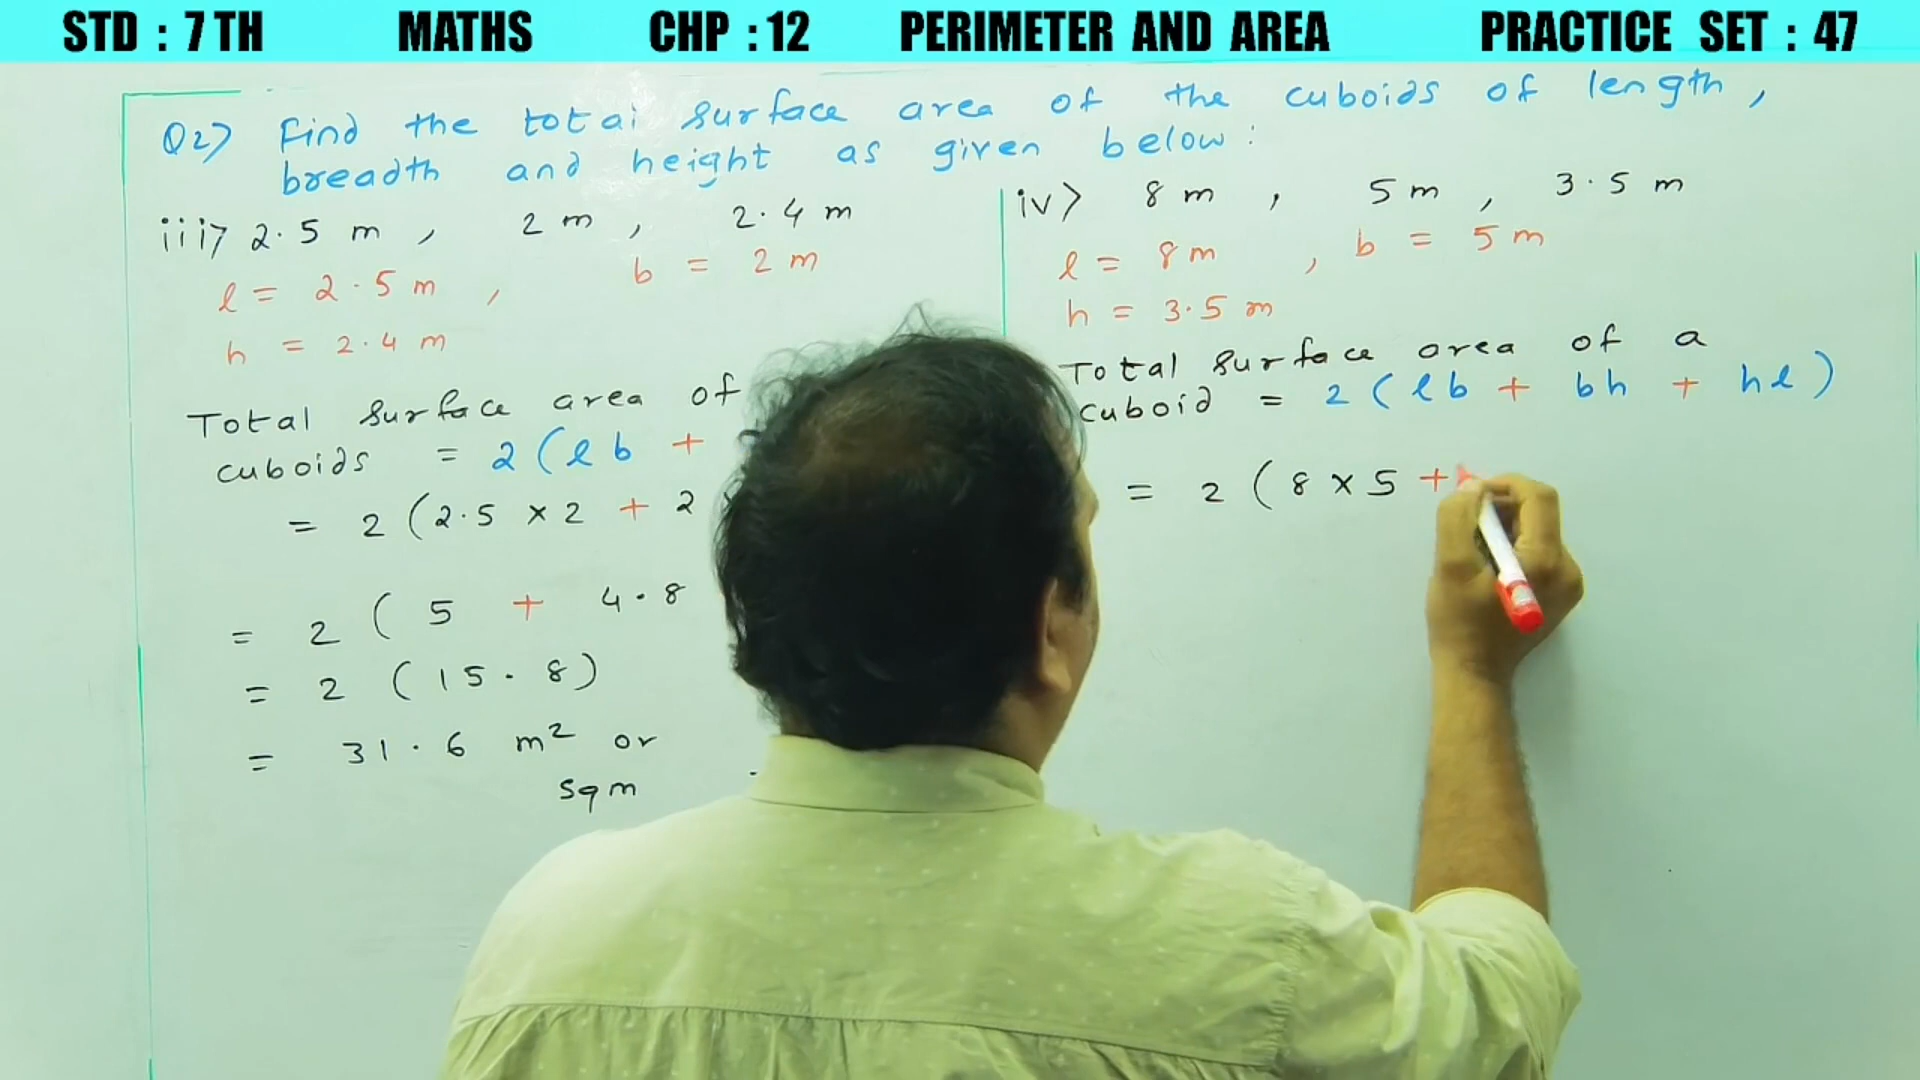 STD : 7TH MATHS CHP : 12 PERIMETER AND AREA PRACTICE SET : 47
Q2) Find the total surface area of the cuboids of length,
breadth and height as given below:
iii) 2.5 m , 2 m , 2.4 m
l = 2.5 m , b = 2 m
h = 2.4 m
Total surface area of
cuboids = 2 (lb +
= 2 (2.5 × 2 + 2
= 2 ( 5 + 4.8
= 2 (15.8)
= 31.6 m² or
sqm
iv) 8 m , 5 m , 3.5 m
l = 8 m , b = 5 m
h = 3.5 m
Total surface area of a
cuboid = 2 (lb + bh + hl)
= 2 ( 8 × 5 +